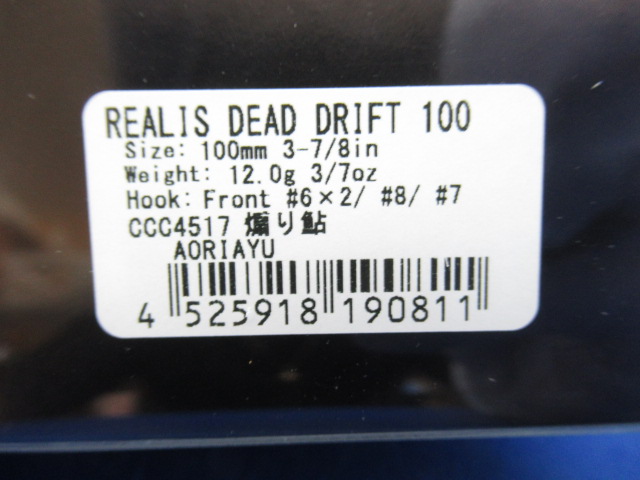 REALIS DEAD DRIFT 100
Size: 100mm 3-7/8in
Weight: 12.0g 3/7oz
Hook: Front #6×2/ #8/ #7
CCC4517 煽り鮎
AORIAYU
4 525918 190811